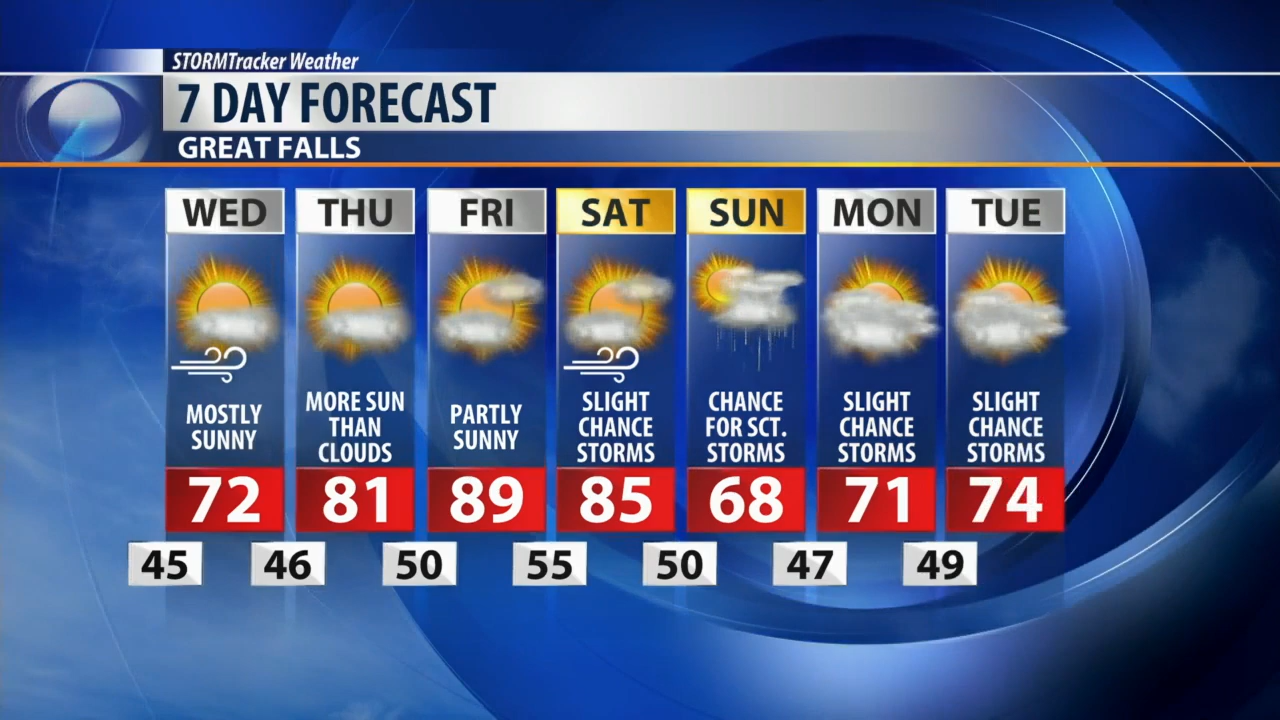 STORMTracker Weather
7 DAY FORECAST
GREAT FALLS
WED THU FRI SAT SUN MON TUE
MOSTLY
SUNNY
MORE SUN
THAN
CLOUDS
PARTLY
SUNNY
SLIGHT
CHANCE
STORMS
CHANCE
FOR SCT.
STORMS
SLIGHT
CHANCE
STORMS
SLIGHT
CHANCE
STORMS
72 81 89 85 68 71 74
45 46 50 55 50 47 49